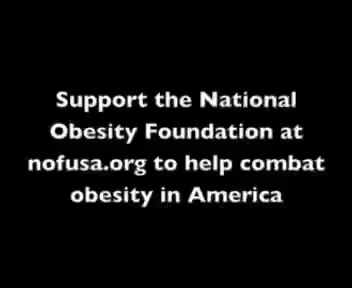 Support the National
Obesity Foundation at
nofusa.org to help combat
obesity in America